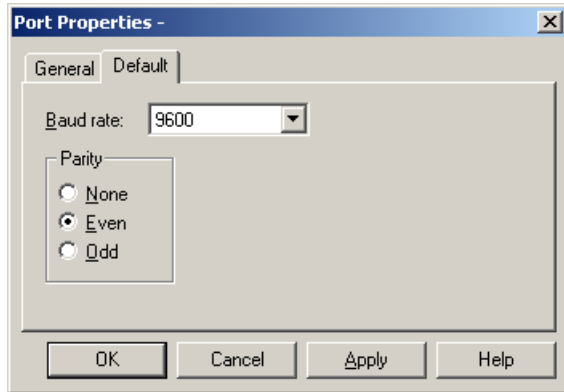 Port Properties -
General Default
Baud rate: 9600
Parity
None
Even
Odd
OK Cancel Apply Help